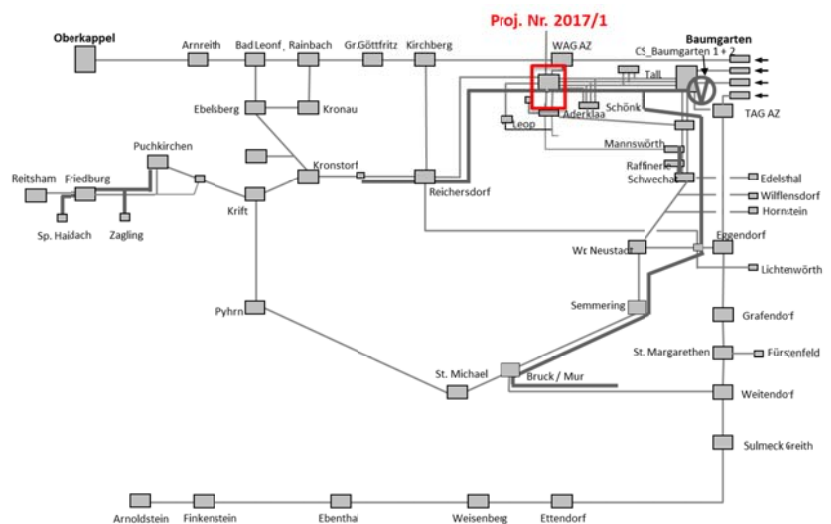 Proj. Nr. 2017/1
Baumgarten
Oberkappel
WAG AZ
CS_Baumgarten 1 + 2
Arnreith
Bad Leonf.
Rainbach
Gr.Göttfritz
Kirchberg
Tall.
Ebelsberg
Kronau
Schönk
TAG AZ
Leop
Aderklaa
Puchkirchen
Mannswörth
Kronstorf
Raffinerie
Reitsham
Friedburg
Reichersdorf
Schwechat
Edelsthal
Wilflensdorf
Krift
Hornstein
Sp. Haidach
Zagling
Wr. Neustadt
Eggendorf
Lichtenwörth
Pyhrn
Semmering
Grafendorf
St. Margarethen
Fürstenfeld
St. Michael
Bruck / Mur
Weitendorf
Sulmeck Greith
Arnoldstein
Finkenstein
Ebenthal
Weisenberg
Ettendorf